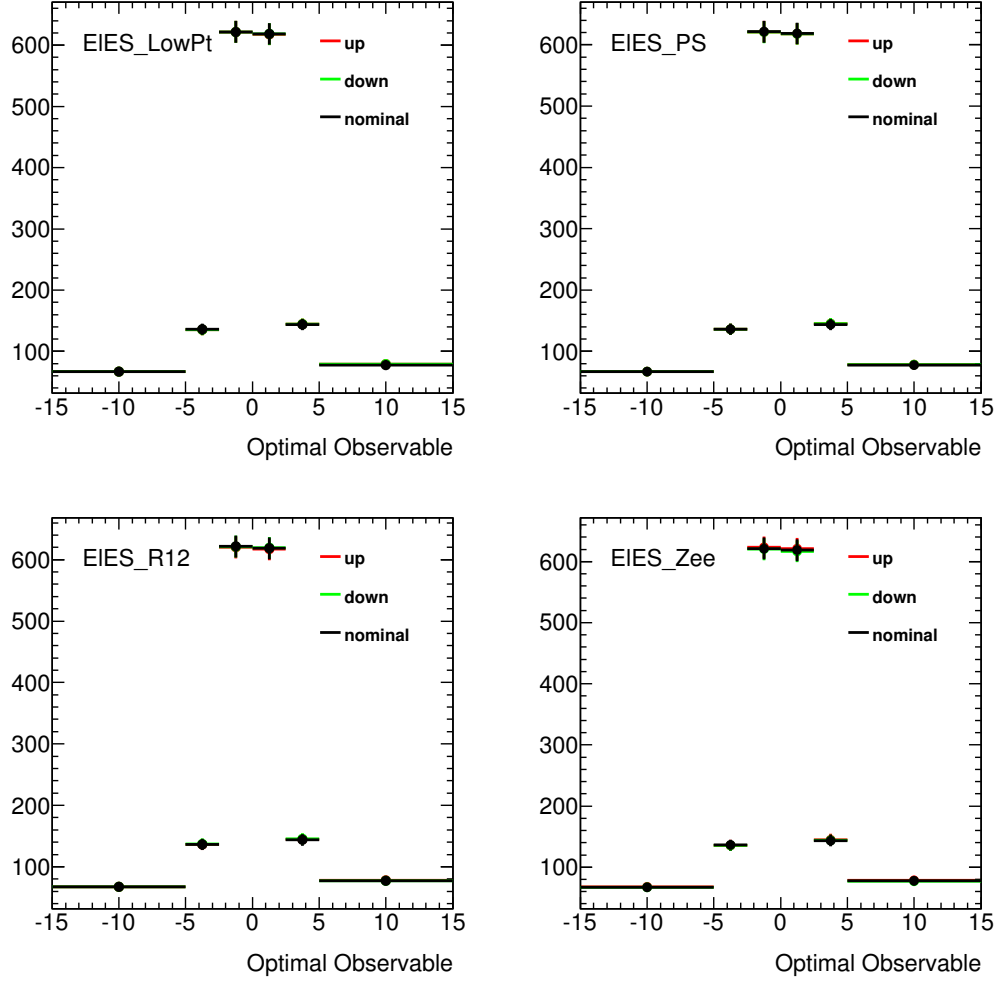 EIES_LowPt
up
down
nominal
600
500
400
300
200
100
-15 -10 -5 0 5 10 15
Optimal Observable
EIES_PS
up
down
nominal
600
500
400
300
200
100
-15 -10 -5 0 5 10 15
Optimal Observable
EIES_R12
up
down
nominal
600
500
400
300
200
100
-15 -10 -5 0 5 10 15
Optimal Observable
EIES_Zee
up
down
nominal
600
500
400
300
200
100
-15 -10 -5 0 5 10 15
Optimal Observable